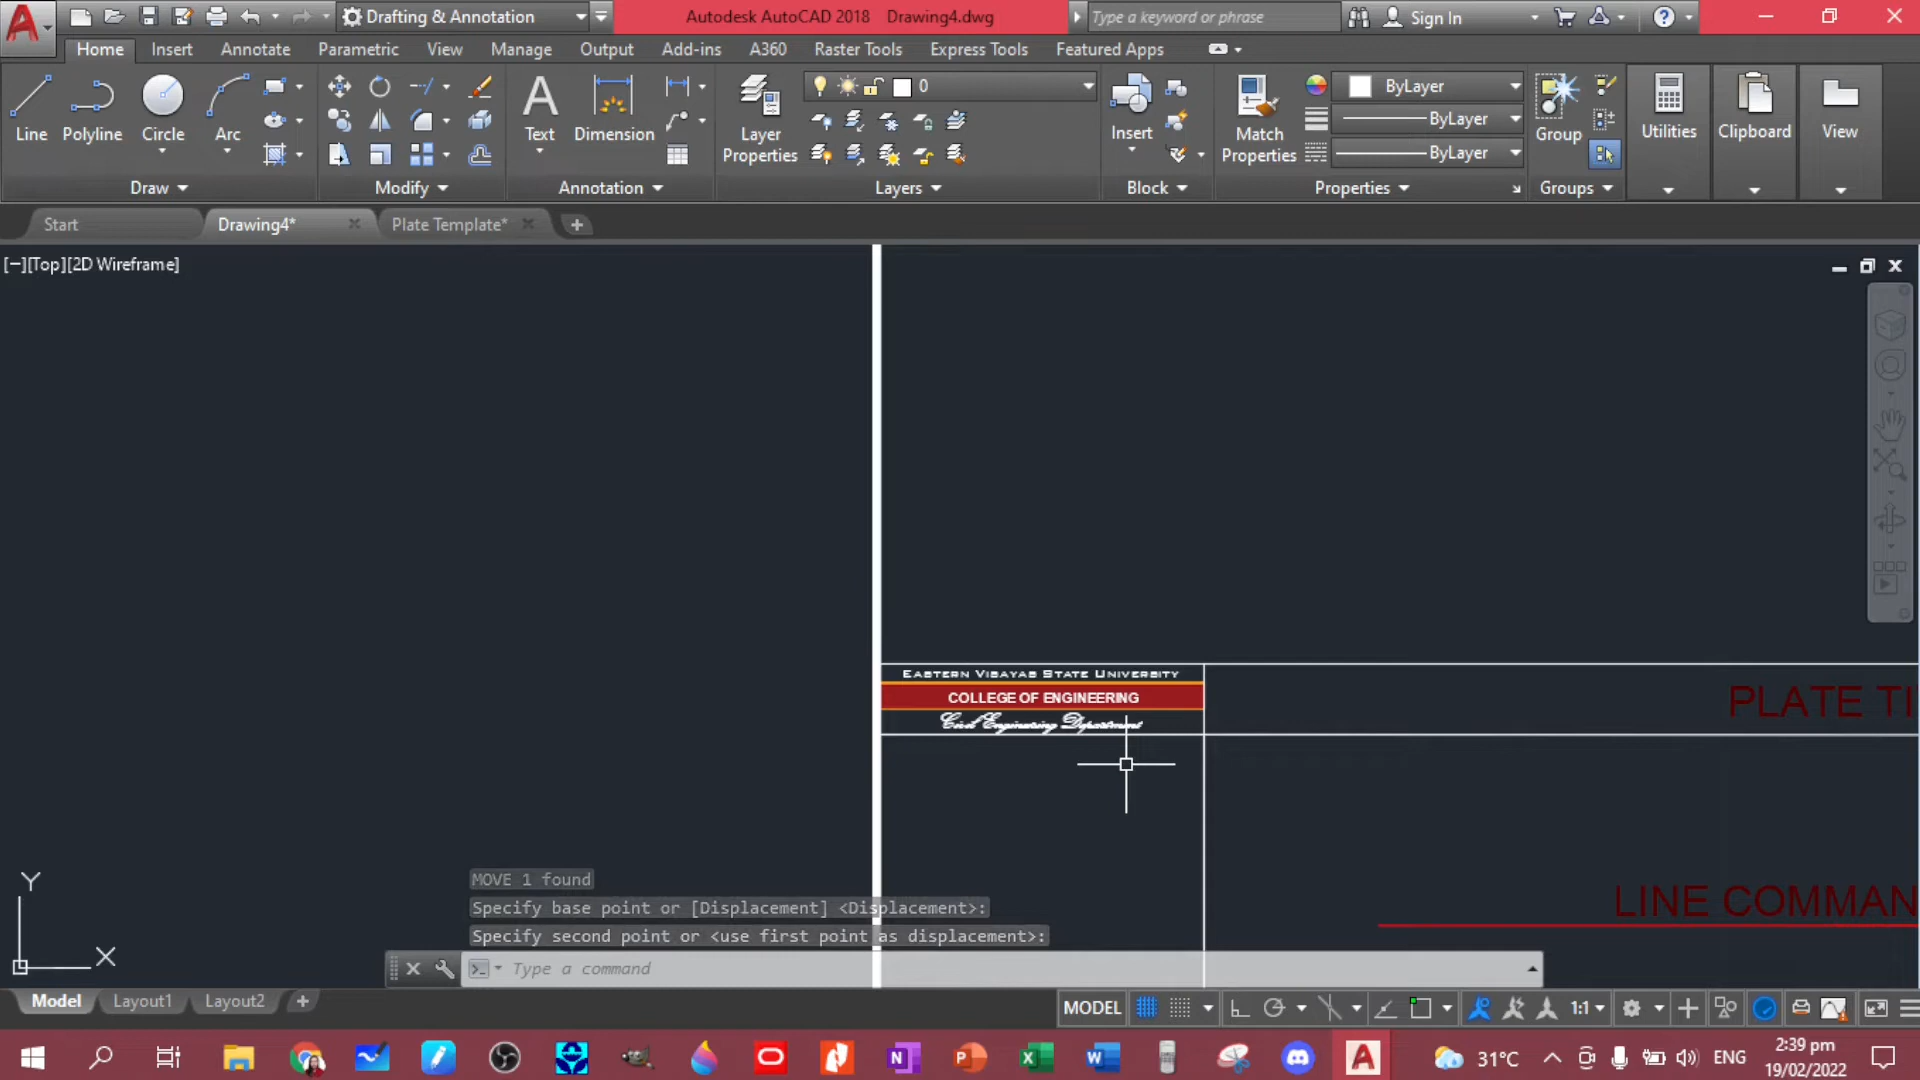 Drafting & Annotation
Autodesk AutoCAD 2018 Drawing4.dwg
Type a keyword or phrase
Sign In
Home Insert Annotate Parametric View Manage Output Add-ins A360 Raster Tools Express Tools Featured Apps
0
ByLayer
ByLayer
ByLayer
Line Polyline Circle Arc
Text Dimension
Layer Properties
Insert
Match Properties
Group
Utilities
Clipboard
View
Draw Modify Annotation Layers Block Properties Groups
Start Drawing4* Plate Template*
[−][Top][2D Wireframe]
EASTERN VISAYAS STATE UNIVERSITY
COLLEGE OF ENGINEERING
Civil Engineering Department
PLATE TI
LINE COMMAN
Y
X
MOVE 1 found
Specify base point or [Displacement] <Displacement>:
Specify second point or <use first point as displacement>:
Type a command
Model Layout1 Layout2
MODEL
1:1
31°C
ENG
2:39 pm
19/02/2022